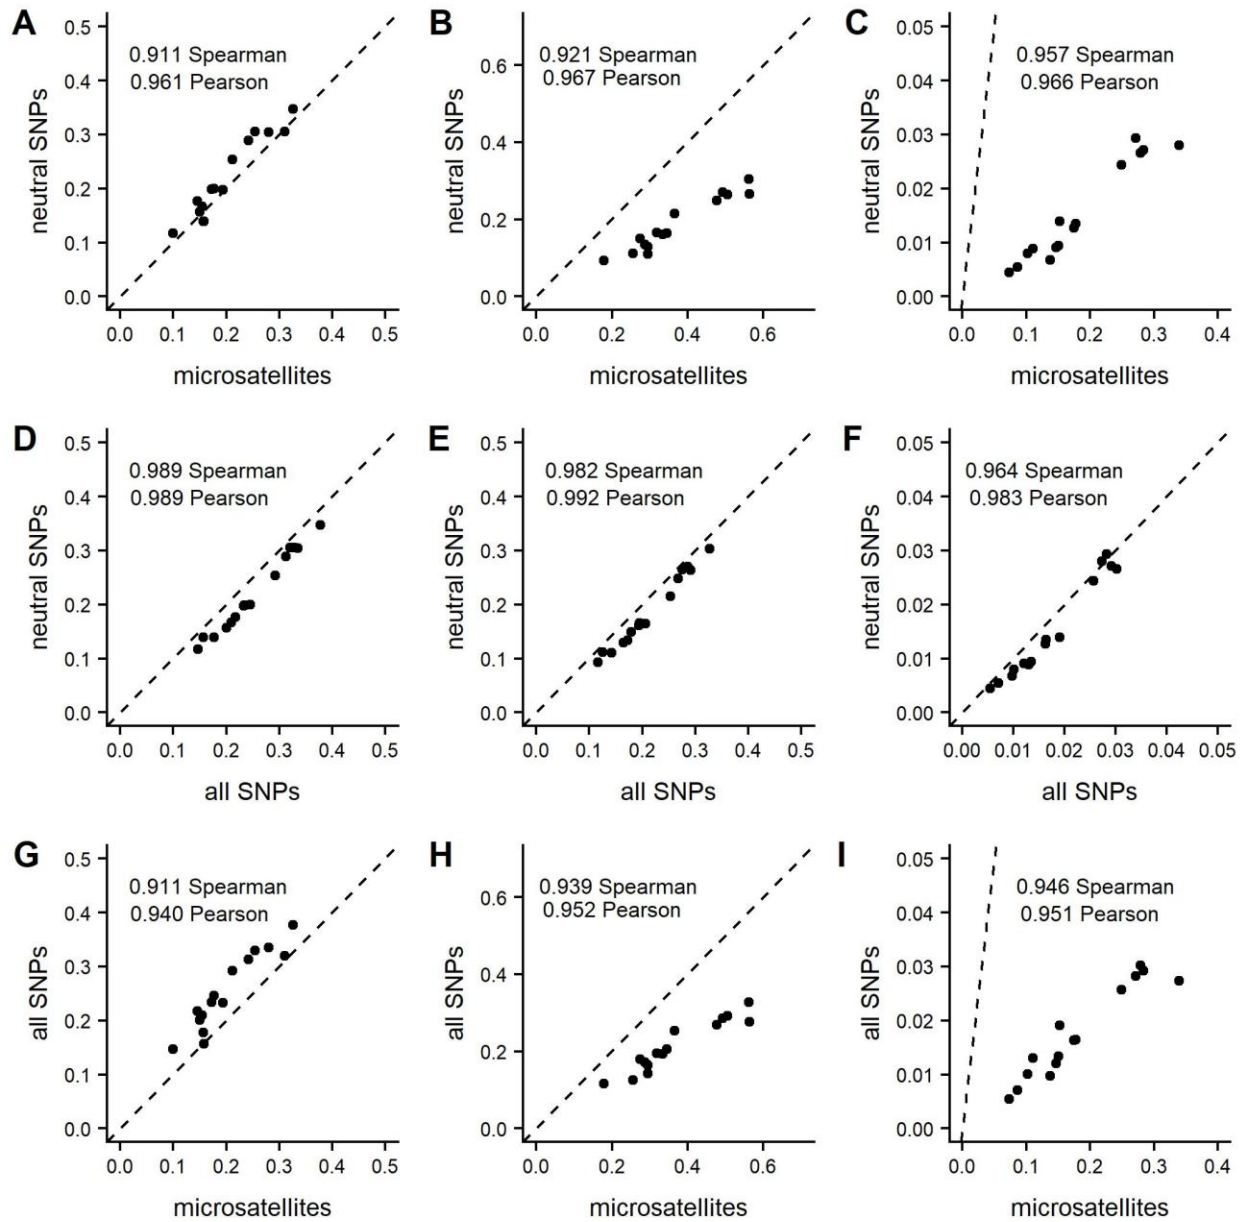 A
0.911 Spearman
0.961 Pearson
neutral SNPs
0.5
0.4
0.3
0.2
0.1
0.0
0.0 0.1 0.2 0.3 0.4 0.5
microsatellites
B
0.921 Spearman
0.967 Pearson
neutral SNPs
0.6
0.4
0.2
0.0
0.0 0.2 0.4 0.6
microsatellites
C
0.957 Spearman
0.966 Pearson
neutral SNPs
0.05
0.04
0.03
0.02
0.01
0.00
0.0 0.1 0.2 0.3 0.4
microsatellites
D
0.989 Spearman
0.989 Pearson
neutral SNPs
0.5
0.4
0.3
0.2
0.1
0.0
0.0 0.1 0.2 0.3 0.4 0.5
all SNPs
E
0.982 Spearman
0.992 Pearson
neutral SNPs
0.5
0.4
0.3
0.2
0.1
0.0
0.0 0.1 0.2 0.3 0.4 0.5
all SNPs
F
0.964 Spearman
0.983 Pearson
neutral SNPs
0.05
0.04
0.03
0.02
0.01
0.00
0.00 0.01 0.02 0.03 0.04 0.05
all SNPs
G
0.911 Spearman
0.940 Pearson
all SNPs
0.5
0.4
0.3
0.2
0.1
0.0
0.0 0.1 0.2 0.3 0.4 0.5
microsatellites
H
0.939 Spearman
0.952 Pearson
all SNPs
0.6
0.4
0.2
0.0
0.0 0.2 0.4 0.6
microsatellites
I
0.946 Spearman
0.951 Pearson
all SNPs
0.05
0.04
0.03
0.02
0.01
0.00
0.0 0.1 0.2 0.3 0.4
microsatellites